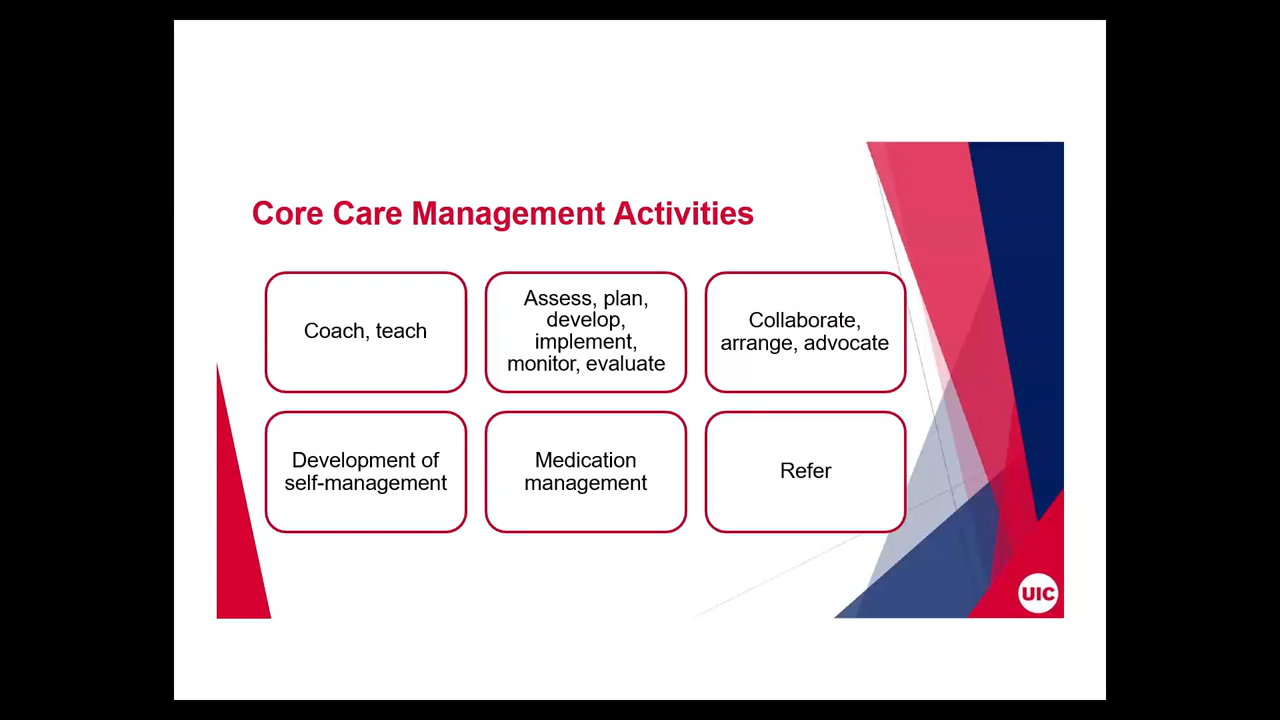 Core Care Management Activities
Coach, teach
Assess, plan,
develop,
implement,
monitor, evaluate
Collaborate,
arrange, advocate
Development of
self-management
Medication
management
Refer
UIC